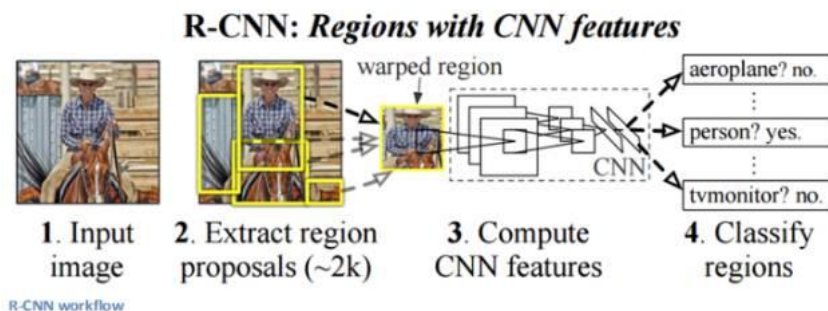 R-CNN: Regions with CNN features
warped region
aeroplane? no.
person? yes.
tvmonitor? no.
CNN
1. Input
image
2. Extract region
proposals (~2k)
3. Compute
CNN features
4. Classify
regions
R-CNN workflow